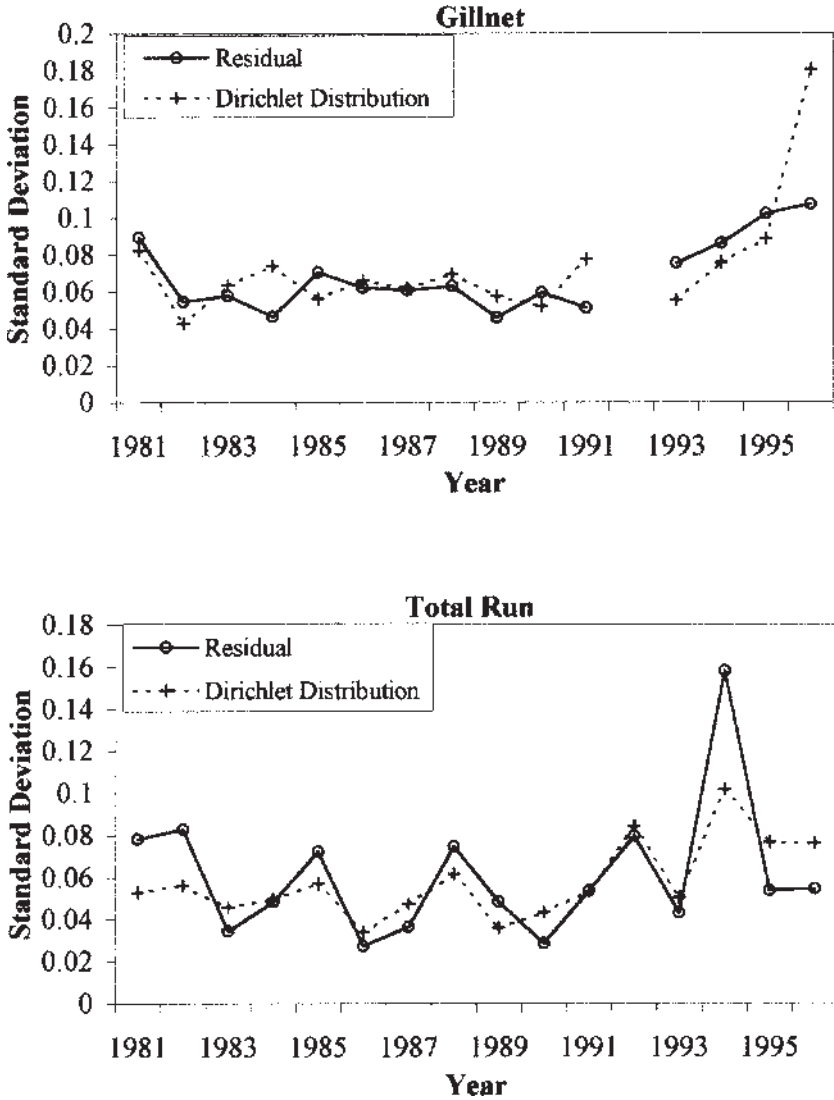 Gillnet
0.2
0.18
0.16
0.14
0.12
0.1
0.08
0.06
0.04
0.02
0
Standard Deviation
Residual
Dirichlet Distribution
1981 1983 1985 1987 1989 1991 1993 1995
Year
Total Run
0.18
0.16
0.14
0.12
0.1
0.08
0.06
0.04
0.02
0
Standard Deviation
Residual
Dirichlet Distribution
1981 1983 1985 1987 1989 1991 1993 1995
Year